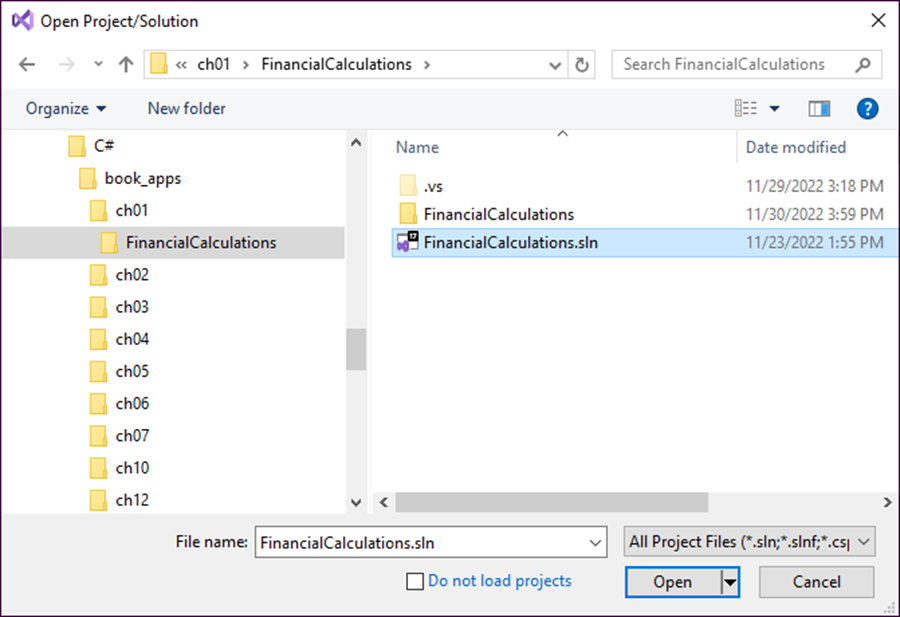 Open Project/Solution
« ch01 › FinancialCalculations ›
Search FinancialCalculations
Organize
New folder
?
C#
book_apps
ch01
FinancialCalculations
ch02
ch03
ch04
ch05
ch06
ch07
ch10
ch12
Name Date modified
.vs 11/29/2022 3:18 PM
FinancialCalculations 11/30/2022 3:59 PM
FinancialCalculations.sln 11/23/2022 1:55 PM
File name: FinancialCalculations.sln
All Project Files (*.sln;*.slnf;*.csp
Do not load projects
Open
Cancel